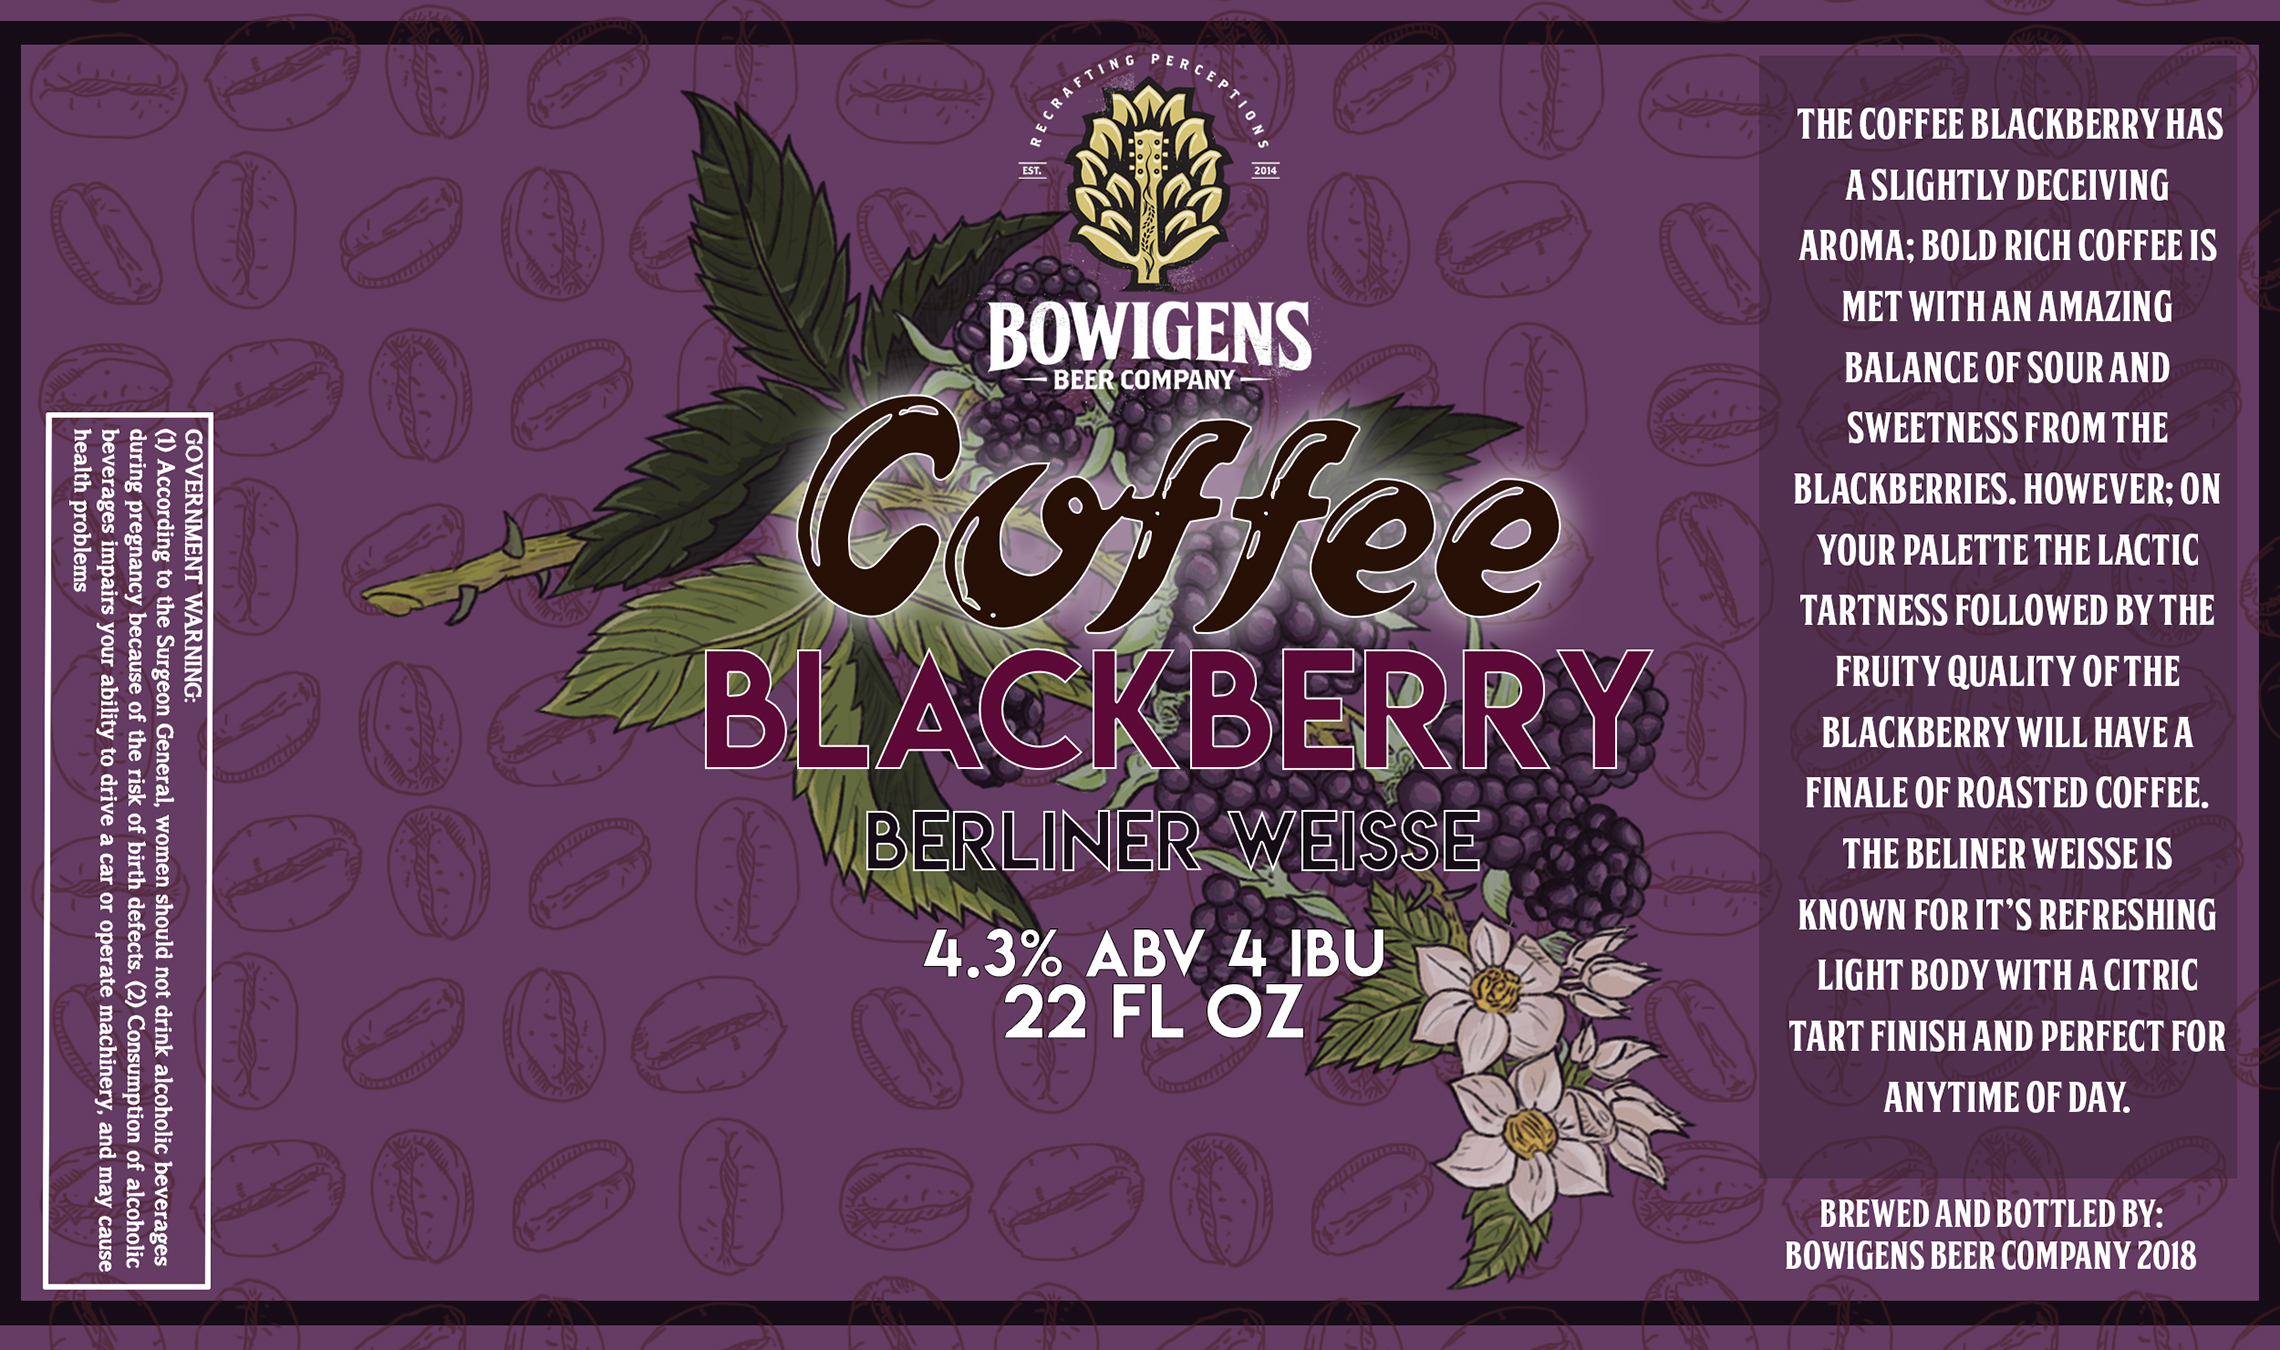 GOVERNMENT WARNING:
(1) According to the Surgeon General, women should not drink alcoholic beverages
during pregnancy because of the risk of birth defects. (2) Consumption of alcoholic
beverages impairs your ability to drive a car or operate machinery, and may cause
health problems
RECRAFTING PERCEPTIONS
EST. 2014
BOWIGENS
BEER COMPANY
Coffee
BLACKBERRY
BERLINER WEISSE
4.3% ABV 4 IBU
22 FL OZ
THE COFFEE BLACKBERRY HAS
A SLIGHTLY DECEIVING
AROMA; BOLD RICH COFFEE IS
MET WITH AN AMAZING
BALANCE OF SOUR AND
SWEETNESS FROM THE
BLACKBERRIES. HOWEVER; ON
YOUR PALETTE THE LACTIC
TARTNESS FOLLOWED BY THE
FRUITY QUALITY OF THE
BLACKBERRY WILL HAVE A
FINALE OF ROASTED COFFEE.
THE BELINER WEISSE IS
KNOWN FOR IT'S REFRESHING
LIGHT BODY WITH A CITRIC
TART FINISH AND PERFECT FOR
ANYTIME OF DAY.
BREWED AND BOTTLED BY:
BOWIGENS BEER COMPANY 2018